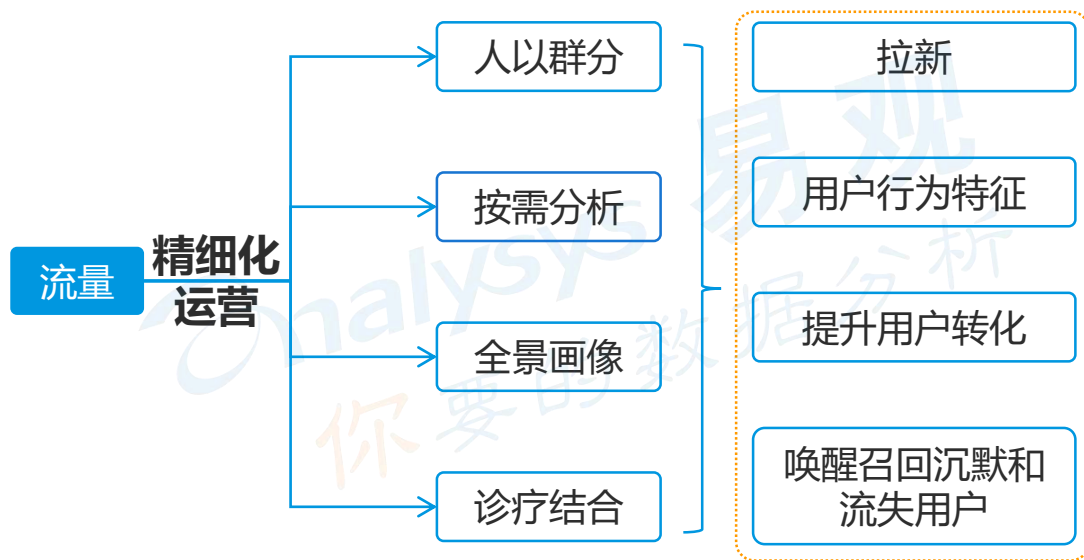 流量
精细化
运营
人以群分
按需分析
全景画像
诊疗结合
拉新
用户行为特征
提升用户转化
唤醒召回沉默和
流失用户
analysys 易观
你要的数据分析